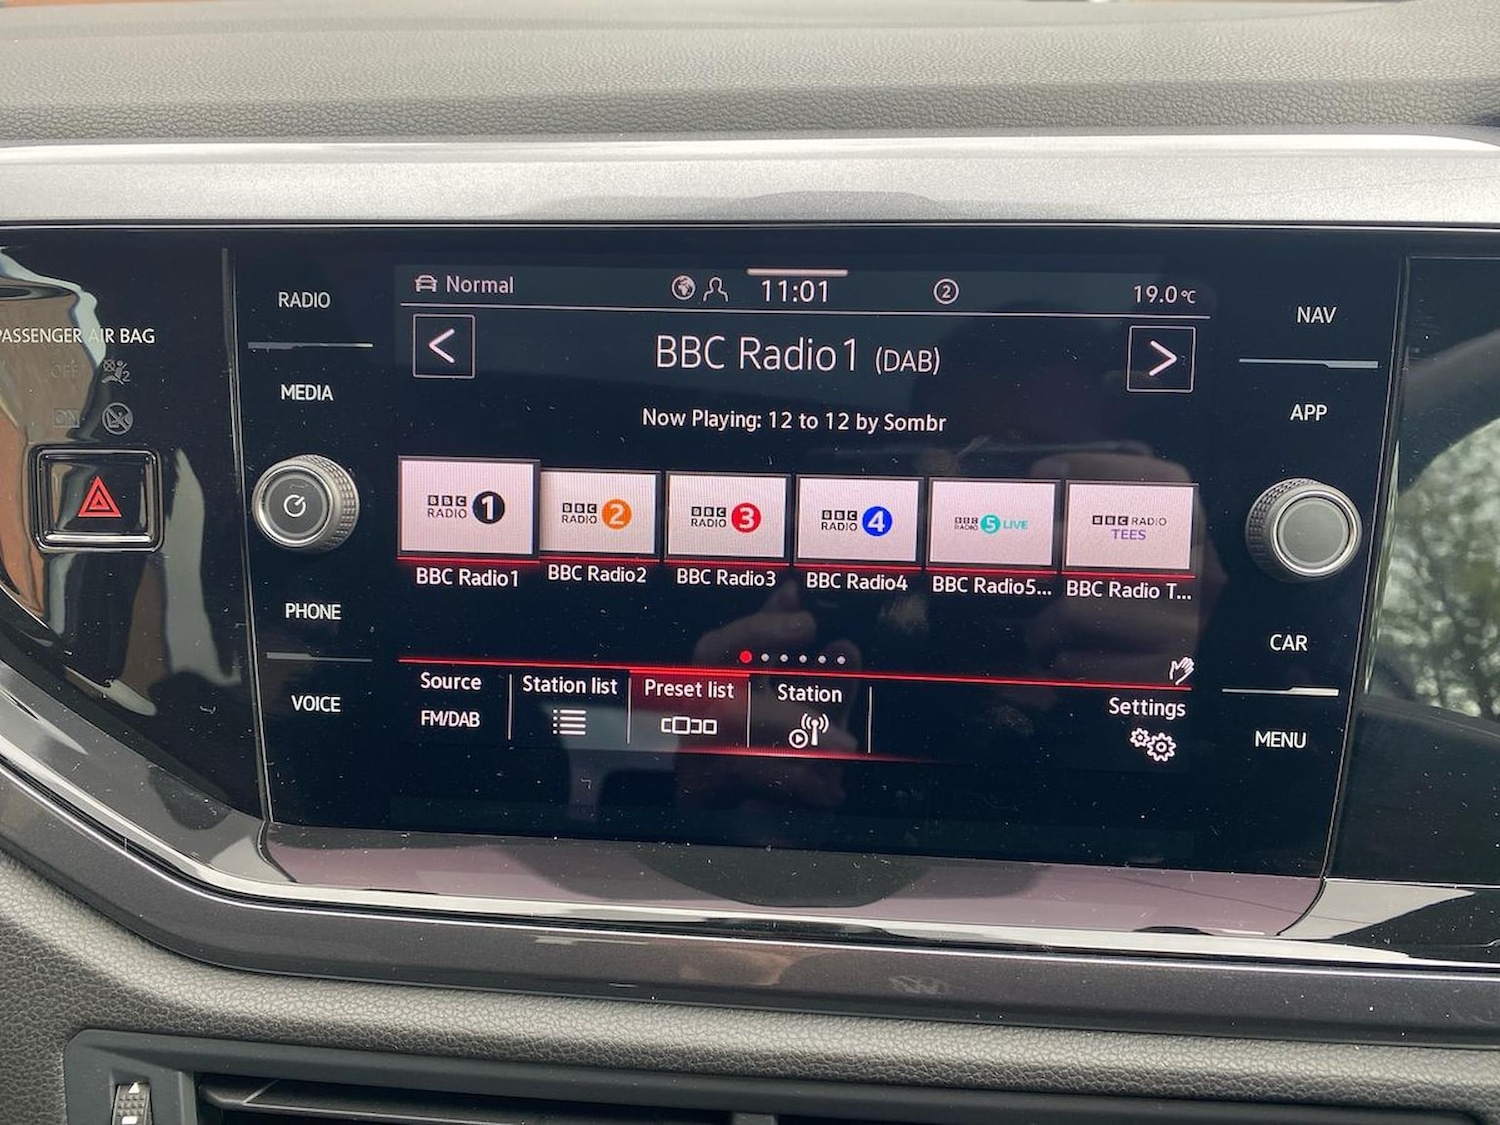 PASSENGER AIR BAG
OFF
ON
RADIO
MEDIA
PHONE
VOICE
Normal
11:01
2
19.0°C
BBC Radio1 (DAB)
Now Playing: 12 to 12 by Sombr
BBC RADIO 1
BBC RADIO 2
BBC RADIO 3
BBC RADIO 4
BBC RADIO 5 LIVE
BBC RADIO TEES
BBC Radio1
BBC Radio2
BBC Radio3
BBC Radio4
BBC Radio5...
BBC Radio T...
Source
FM/DAB
Station list
Preset list
Station
Settings
NAV
APP
CAR
MENU